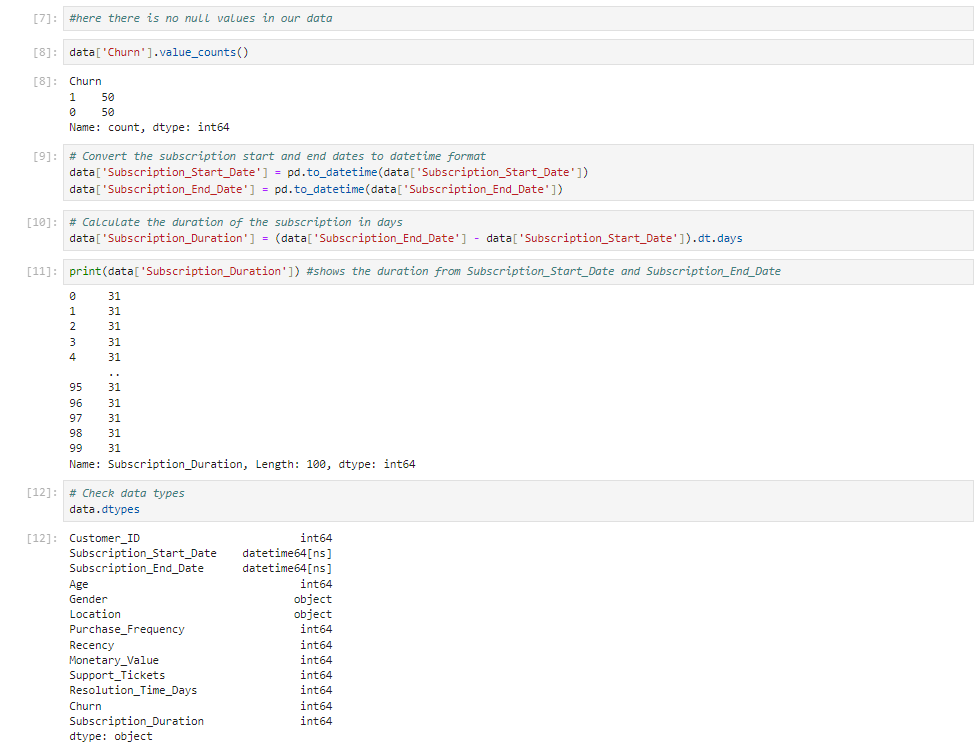 [7]: #here there is no null values in our data
[8]: data['Churn'].value_counts()
[8]: Churn
1    50
0    50
Name: count, dtype: int64
[9]: # Convert the subscription start and end dates to datetime format
data['Subscription_Start_Date'] = pd.to_datetime(data['Subscription_Start_Date'])
data['Subscription_End_Date'] = pd.to_datetime(data['Subscription_End_Date'])
[10]: # Calculate the duration of the subscription in days
data['Subscription_Duration'] = (data['Subscription_End_Date'] - data['Subscription_Start_Date']).dt.days
[11]: print(data['Subscription_Duration']) #shows the duration from Subscription_Start_Date and Subscription_End_Date
0     31
1     31
2     31
3     31
4     31
      ..
95    31
96    31
97    31
98    31
99    31
Name: Subscription_Duration, Length: 100, dtype: int64
[12]: # Check data types
data.dtypes
[12]: Customer_ID                         int64
Subscription_Start_Date    datetime64[ns]
Subscription_End_Date      datetime64[ns]
Age                                 int64
Gender                             object
Location                           object
Purchase_Frequency                  int64
Recency                             int64
Monetary_Value                      int64
Support_Tickets                     int64
Resolution_Time_Days                int64
Churn                               int64
Subscription_Duration               int64
dtype: object